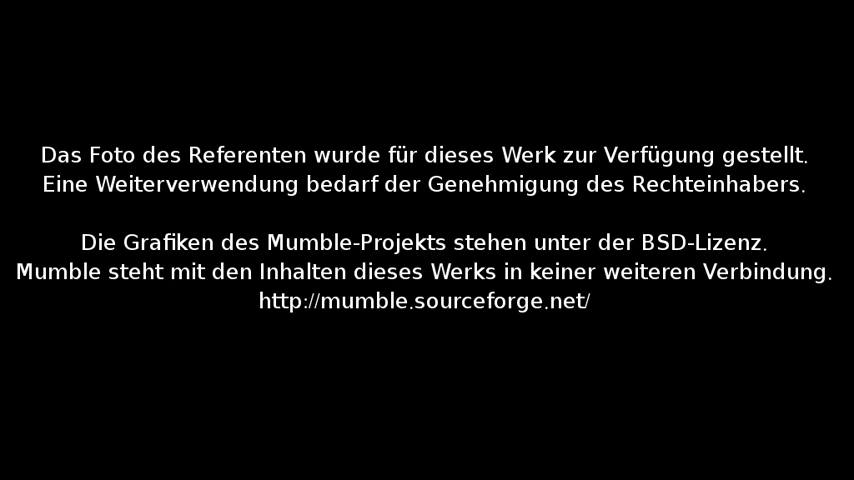 Das Foto des Referenten wurde für dieses Werk zur Verfügung gestellt.
Eine Weiterverwendung bedarf der Genehmigung des Rechteinhabers.
Die Grafiken des Mumble-Projekts stehen unter der BSD-Lizenz.
Mumble steht mit den Inhalten dieses Werks in keiner weiteren Verbindung.
http://mumble.sourceforge.net/